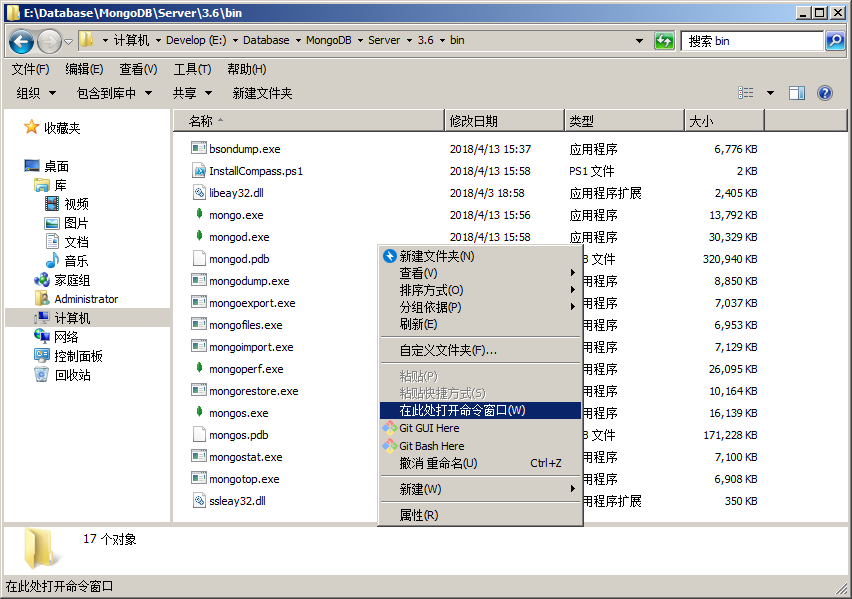 E:\Database\MongoDB\Server\3.6\bin
计算机 Develop (E:) Database MongoDB Server 3.6 bin
搜索 bin
文件(F) 编辑(E) 查看(V) 工具(T) 帮助(H)
组织 包含到库中 共享 新建文件夹
收藏夹
桌面
库
视频
图片
文档
音乐
家庭组
Administrator
计算机
网络
控制面板
回收站
名称 修改日期 类型 大小
bsondump.exe 2018/4/13 15:37 应用程序 6,776 KB
InstallCompass.ps1 2018/4/13 15:58 PS1 文件 2 KB
libeay32.dll 2018/4/3 18:58 应用程序扩展 2,405 KB
mongo.exe 2018/4/13 15:56 应用程序 13,792 KB
mongod.exe 2018/4/13 15:58 应用程序 30,329 KB
mongod.pdb 文件 320,940 KB
mongodump.exe 用程序 8,850 KB
mongoexport.exe 用程序 7,037 KB
mongofiles.exe 用程序 6,953 KB
mongoimport.exe 用程序 7,129 KB
mongoperf.exe 用程序 26,095 KB
mongorestore.exe 用程序 10,164 KB
mongos.exe 用程序 16,139 KB
mongos.pdb 文件 171,228 KB
mongostat.exe 用程序 7,100 KB
mongotop.exe 用程序 6,908 KB
ssleay32.dll 用程序扩展 350 KB
新建文件夹(N)
查看(V)
排序方式(O)
分组依据(P)
刷新(E)
自定义文件夹(F)...
粘贴(P)
粘贴快捷方式(S)
在此处打开命令窗口(W)
Git GUI Here
Git Bash Here
撤消 重命名(U) Ctrl+Z
新建(W)
属性(R)
17 个对象
在此处打开命令窗口